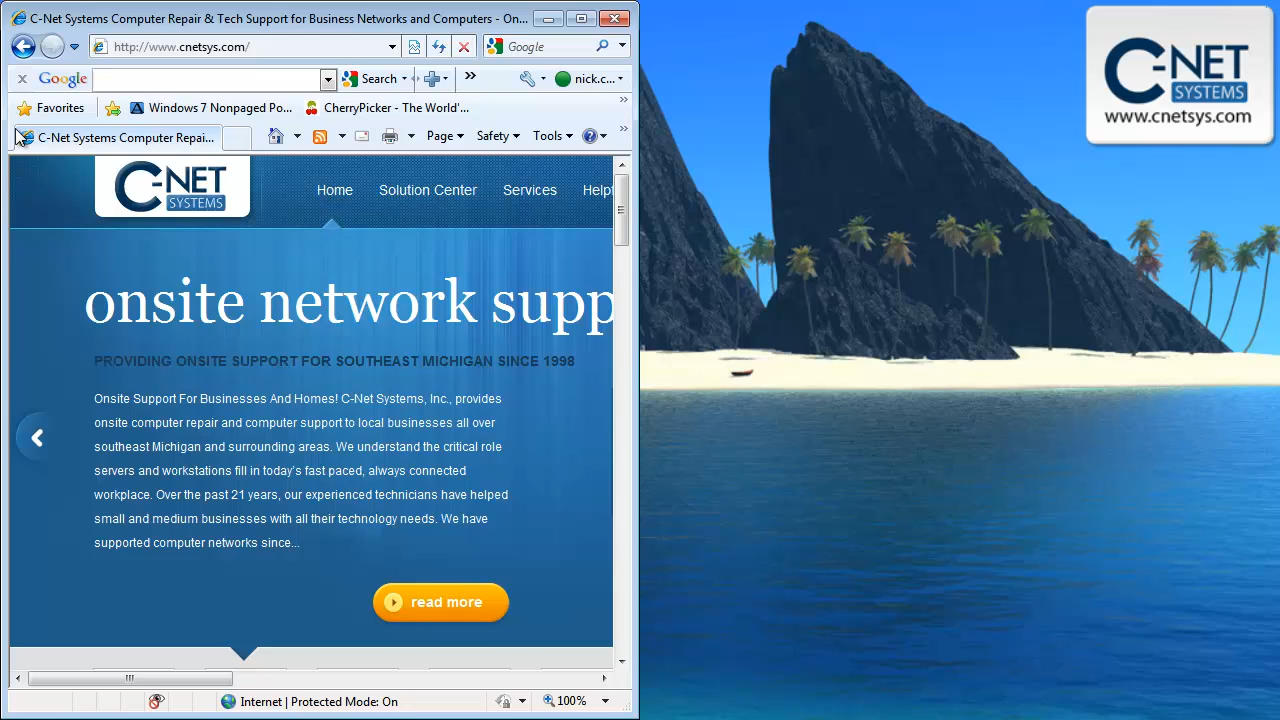 C-Net Systems Computer Repair & Tech Support for Business Networks and Computers - On...
http://www.cnetsys.com/
Google
Google
Search
nick.c...
Favorites
Windows 7 Nonpaged Po...
CherryPicker - The World'...
C-Net Systems Computer Repai...
Page
Safety
Tools
C-NET
SYSTEMS
Home
Solution Center
Services
Help
onsite network supp
PROVIDING ONSITE SUPPORT FOR SOUTHEAST MICHIGAN SINCE 1998
Onsite Support For Businesses And Homes! C-Net Systems, Inc., provides
onsite computer repair and computer support to local businesses all over
southeast Michigan and surrounding areas. We understand the critical role
servers and workstations fill in today's fast paced, always connected
workplace. Over the past 21 years, our experienced technicians have helped
small and medium businesses with all their technology needs. We have
supported computer networks since...
read more
Internet | Protected Mode: On
100%
C-NET
SYSTEMS
www.cnetsys.com